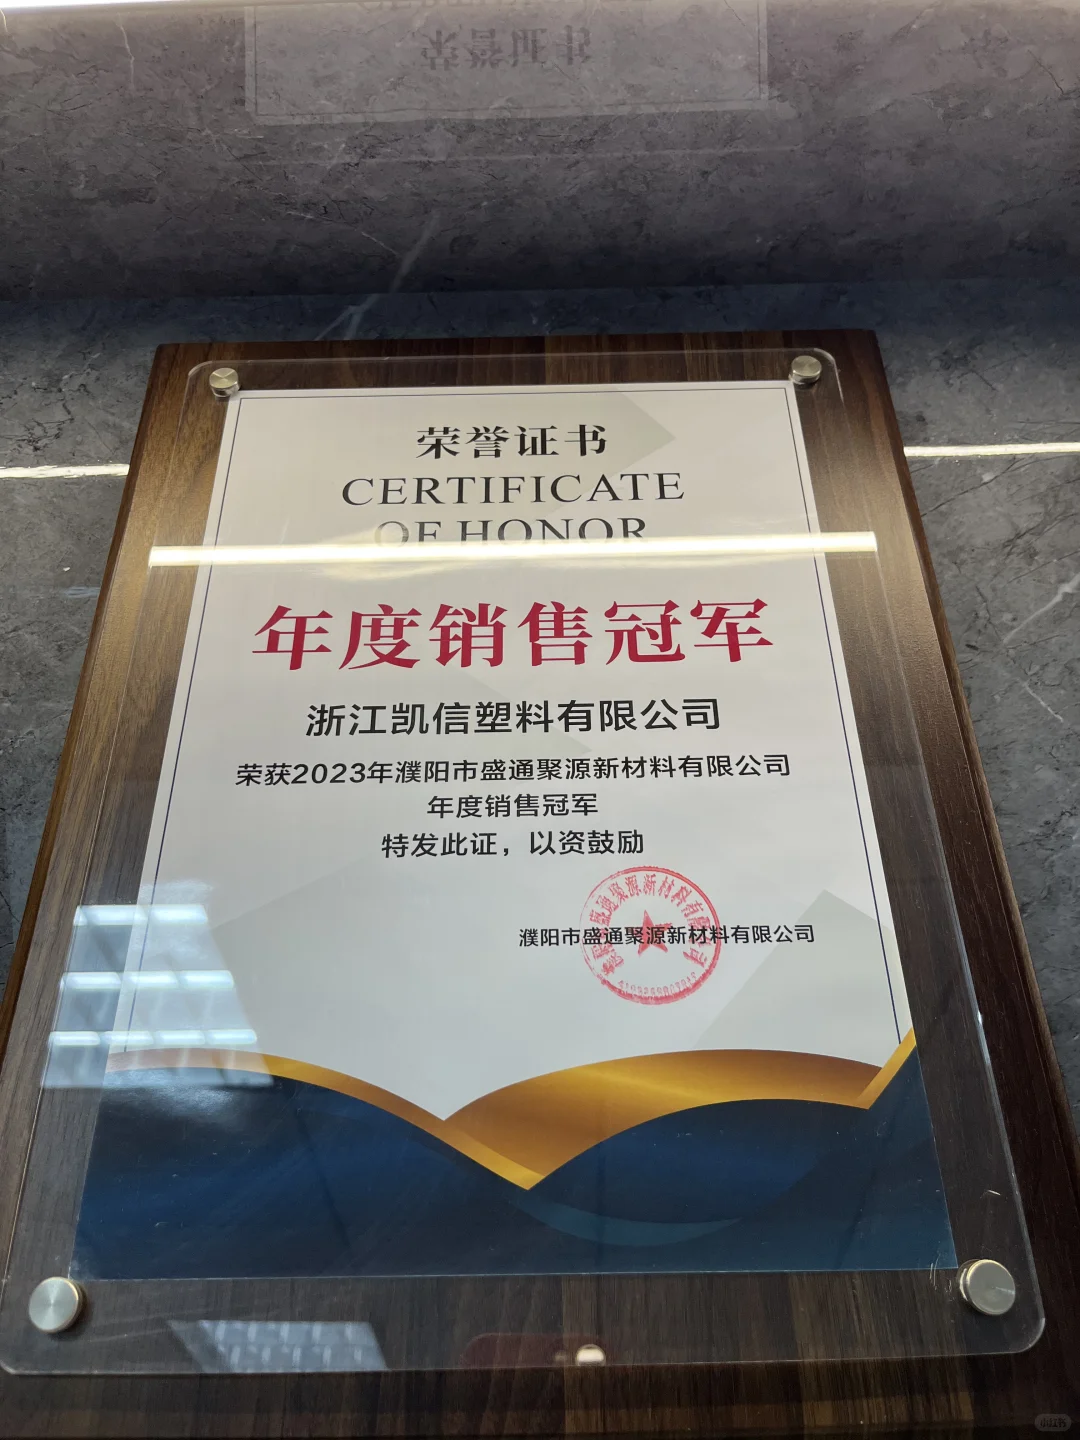 荣誉证书
CERTIFICATE
OF HONOR
年度销售冠军
浙江凯信塑料有限公司
荣获2023年濮阳市盛通聚源新材料有限公司
年度销售冠军
特发此证，以资鼓励
濮阳市盛通聚源新材料有限公司
小红书